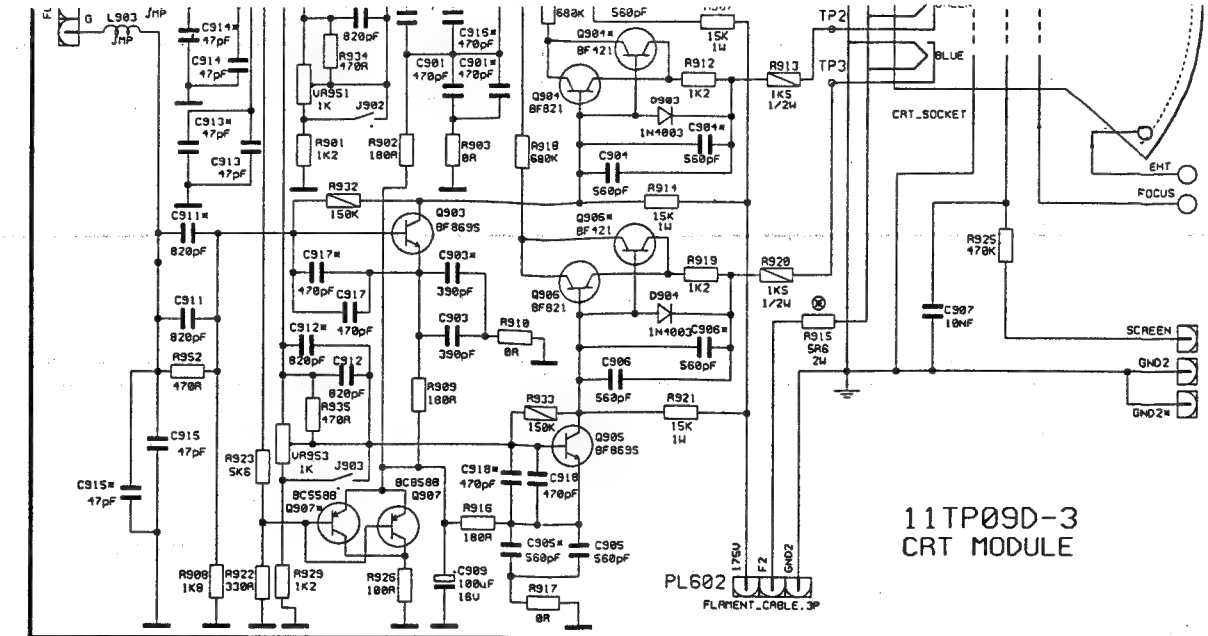 FL
G
L903
JMP
JMP
C914*
47pF
C914
47pF
C913*
47pF
C913
47pF
820pF
R934
470R
VR951
1K
J902
R901
1K2
C916*
470pF
C901
470pF
C901*
470pF
R902
180R
R903
0R
R932
150K
Q903
BF869S
680K
560pF
Q904*
BF421
Q904
BF821
R912
1K2
D903
1N4003
C904*
560pF
C904
560pF
R918
680K
15K
1W
R913
1K5
1/2W
TP2
TP3
BLUE
CRT_SOCKET
EHT
FOCUS
R914
15K
1W
Q906*
BF421
Q906
BF821
R919
1K2
R920
1K5
1/2W
D904
1N4003
C906*
560pF
C906
560pF
R915
5R6
2W
R925
470K
C907
10NF
SCREEN
GND2
GND2*
C911*
820pF
C911
820pF
R952
470R
C915
47pF
C915*
47pF
C917*
470pF
C917
470pF
C912*
820pF
C912
820pF
R935
470R
C903*
390pF
C903
390pF
R910
0R
R909
180R
R933
150K
R921
15K
1W
Q905
BF869S
R923
5K6
VR953
1K
J903
BC558B
Q907*
BC858B
Q907
C918*
470pF
C918
470pF
R916
180R
C905*
560pF
C905
560pF
R908
1K8
R922
330R
R929
1K2
R926
100R
C909
100uF
16V
R917
0R
175V
F2
GND2
PL602
FLAMENT_CABLE.3P
11TP09D-3
CRT MODULE